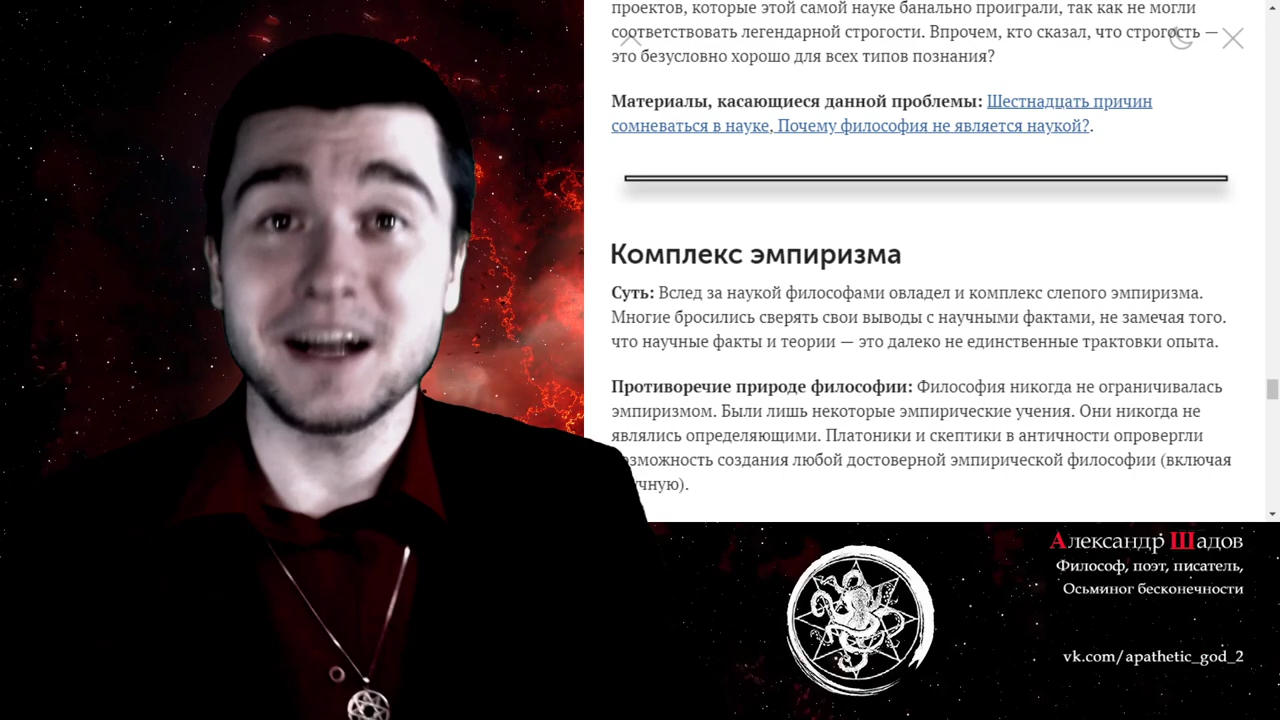 проектов, которые этой самой науке банально проиграли, так как не могли
соответствовать легендарной строгости. Впрочем, кто сказал, что строгость —
это безусловно хорошо для всех типов познания?
Материалы, касающиеся данной проблемы: Шестнадцать причин
сомневаться в науке, Почему философия не является наукой?.
Комплекс эмпиризма
Суть: Вслед за наукой философами овладел и комплекс слепого эмпиризма.
Многие бросились сверять свои выводы с научными фактами, не замечая того.
что научные факты и теории — это далеко не единственные трактовки опыта.
Противоречие природе философии: Философия никогда не ограничивалась
эмпиризмом. Были лишь некоторые эмпирические учения. Они никогда не
являлись определяющими. Платоники и скептики в античности опровергли
возможность создания любой достоверной эмпирической философии (включая
научную).
Александр Шадов
Философ, поэт, писатель,
Осьминог бесконечности
vk.com/apathetic_god_2